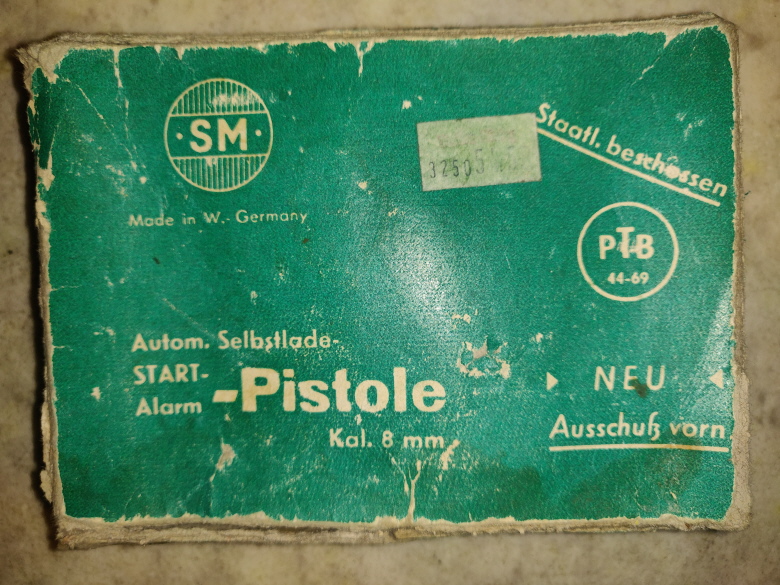 · SM ·
Made in W.- Germany
Staatl. beschossen
PTB
44-69
Autom. Selbstlade-
START-
Alarm -Pistole
Kal. 8 mm
NEU
Ausschuß vorn